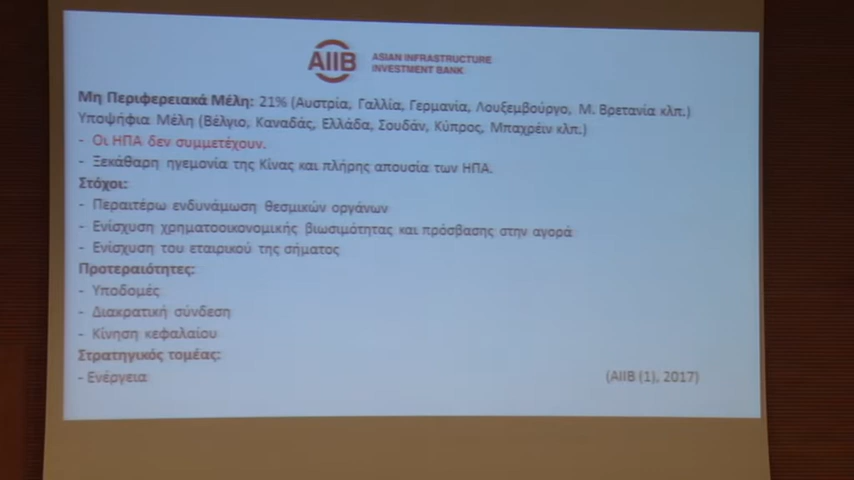 AIIB
ASIAN INFRASTRUCTURE
INVESTMENT BANK
Μη Περιφερειακά Μέλη: 21% (Αυστρία, Γαλλία, Γερμανία, Λουξεμβούργο, Μ. Βρετανία κλπ.)
Υποψήφια Μέλη (Βέλγιο, Καναδάς, Ελλάδα, Σουδάν, Κύπρος, Μπαχρέιν κλπ.)
- Οι ΗΠΑ δεν συμμετέχουν.
- Ξεκάθαρη ηγεμονία της Κίνας και πλήρης απουσία των ΗΠΑ.
Στόχοι:
- Περαιτέρω ενδυνάμωση θεσμικών οργάνων
- Ενίσχυση χρηματοοικονομικής βιωσιμότητας και πρόσβασης στην αγορά
- Ενίσχυση του εταιρικού της σήματος
Προτεραιότητες:
- Υποδομές
- Διακρατική σύνδεση
- Κίνηση κεφαλαίου
Στρατηγικός τομέας:
- Ενέργεια
(AIIB (1), 2017)